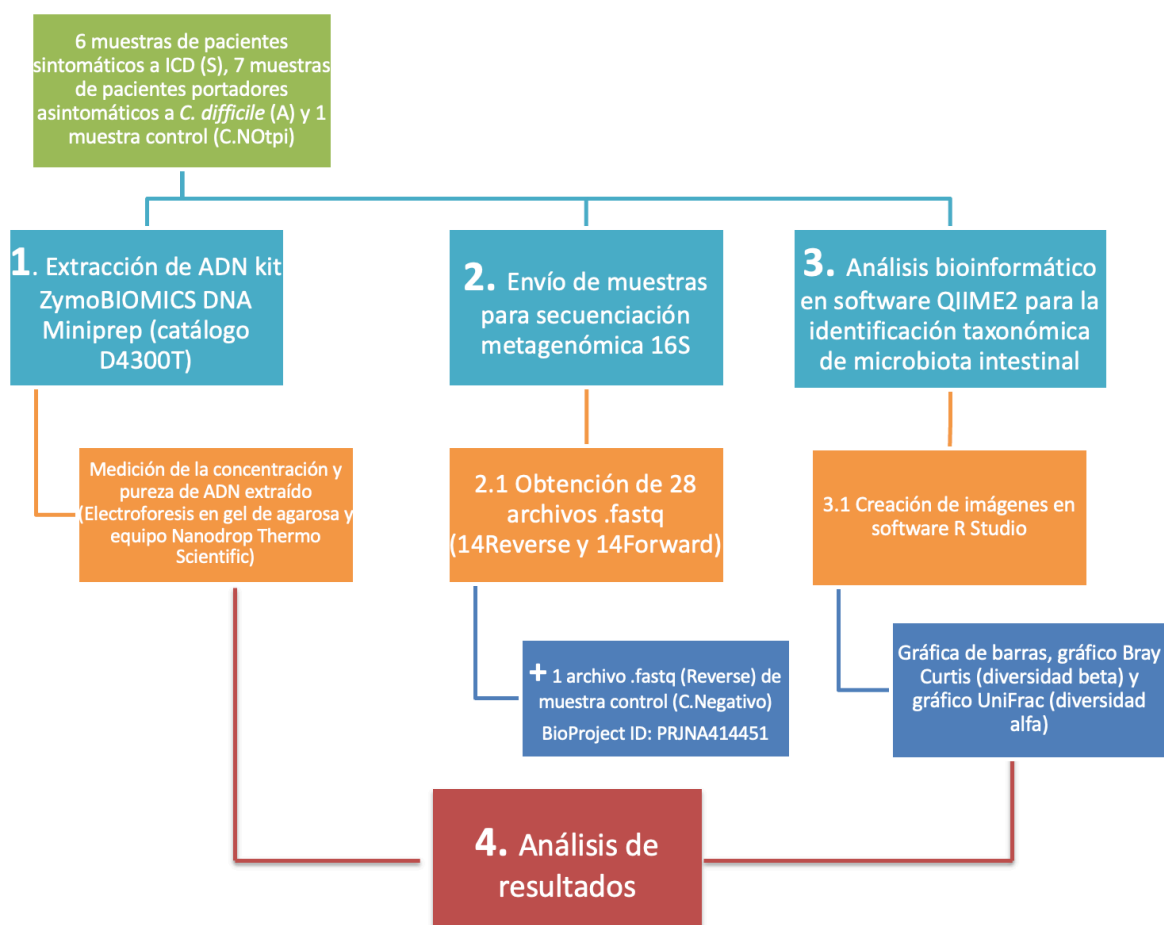 6 muestras de pacientes
sintomáticos a ICD (S), 7 muestras
de pacientes portadores
asintomáticos a C. difficile (A) y 1
muestra control (C.NOtpi)
1. Extracción de ADN kit
ZymoBIOMICS DNA
Miniprep (catálogo
D4300T)
2. Envío de muestras
para secuenciación
metagenómica 16S
3. Análisis bioinformático
en software QIIME2 para la
identificación taxonómica
de microbiota intestinal
Medición de la concentración y
pureza de ADN extraído
(Electroforesis en gel de agarosa y
equipo Nanodrop Thermo
Scientific)
2.1 Obtención de 28
archivos .fastq
(14Reverse y 14Forward)
3.1 Creación de imágenes en
software R Studio
+ 1 archivo .fastq (Reverse) de
muestra control (C.Negativo)
BioProject ID: PRJNA414451
Gráfica de barras, gráfico Bray
Curtis (diversidad beta) y
gráfico UniFrac (diversidad
alfa)
4. Análisis de
resultados